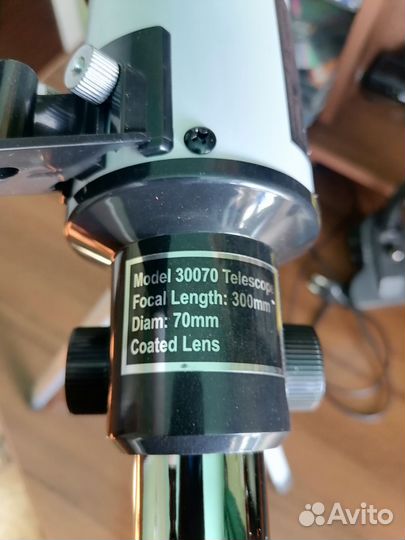 Model 30070 Telescope
Focal Length: 300mm
Diam: 70mm
Coated Lens
Avito